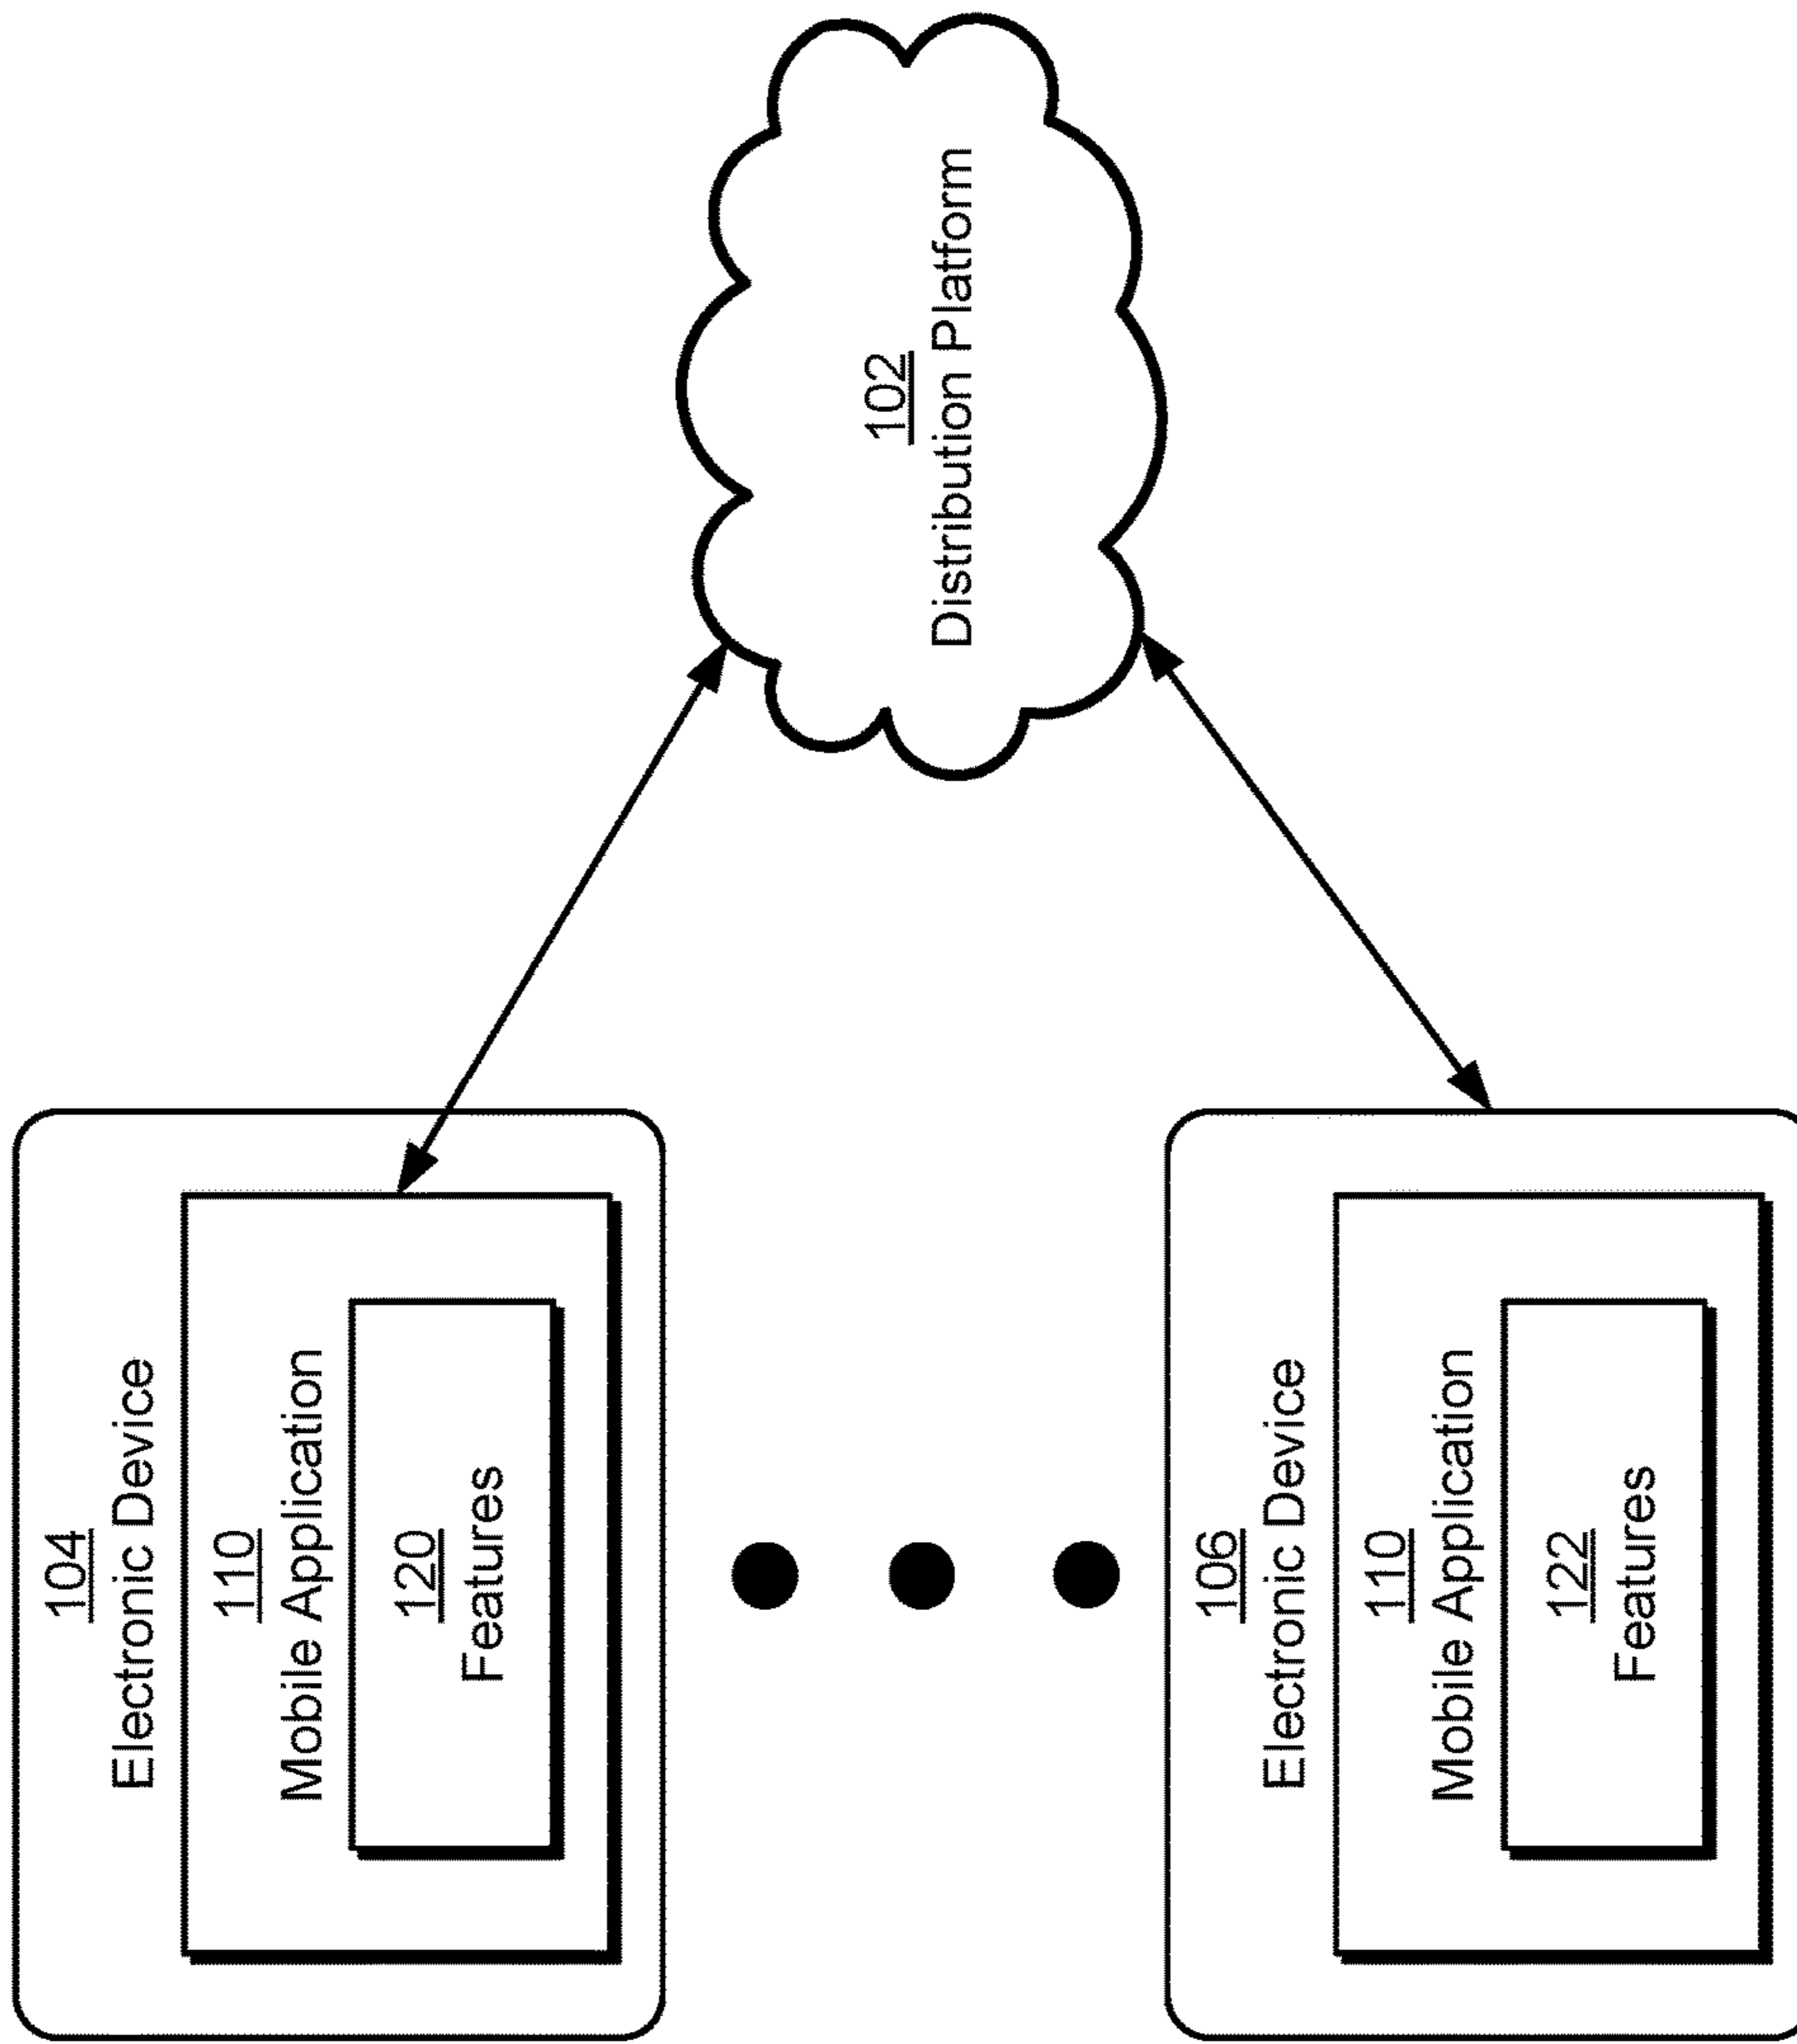 104
Electronic Device
110
Mobile Application
120
Features
106
Electronic Device
110
Mobile Application
122
Features
102
Distribution Platform